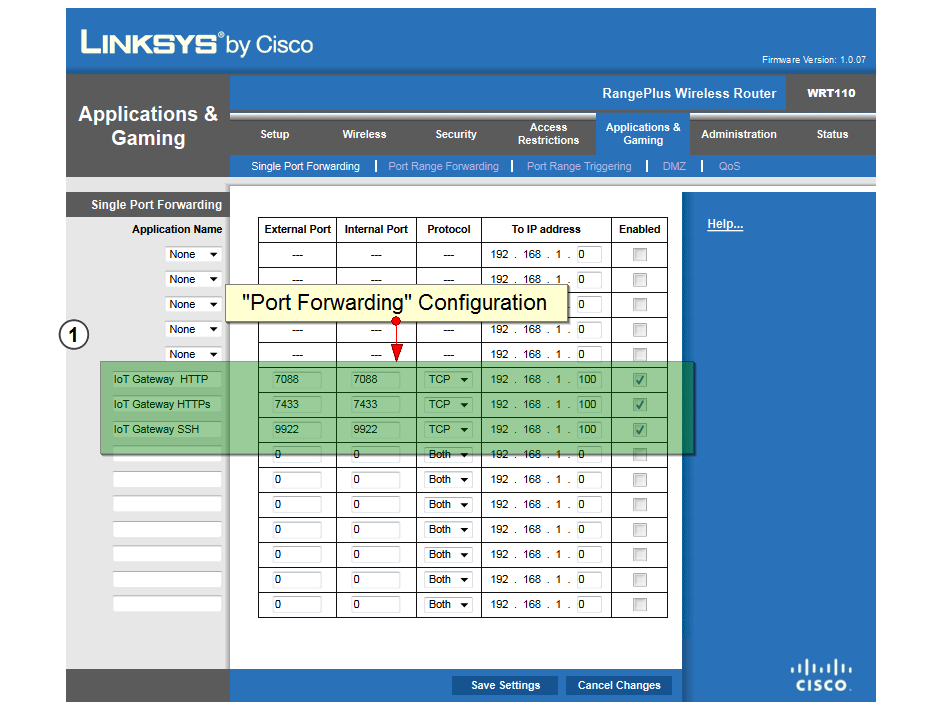 LINKSYS® by Cisco
Firmware Version: 1.0.07
RangePlus Wireless Router WRT110
Applications & Gaming
Setup Wireless Security Access Restrictions Applications & Gaming Administration Status
Single Port Forwarding | Port Range Forwarding | Port Range Triggering | DMZ | QoS
Single Port Forwarding
Help...
Application Name External Port Internal Port Protocol To IP address Enabled
None --- --- --- 192 . 168 . 1 . 0
None --- --- --- 192 . 168 . 1 . 0
None 0
"Port Forwarding" Configuration
None --- --- --- 192 . 168 . 1 . 0
1
None --- --- --- 192 . 168 . 1 . 0
IoT Gateway HTTP 7088 7088 TCP 192 . 168 . 1 . 100
IoT Gateway HTTPs 7433 7433 TCP 192 . 168 . 1 . 100
IoT Gateway SSH 9922 9922 TCP 192 . 168 . 1 . 100
0 0 Both 192 . 168 . 1 . 0
0 0 Both 192 . 168 . 1 . 0
0 0 Both 192 . 168 . 1 . 0
0 0 Both 192 . 168 . 1 . 0
0 0 Both 192 . 168 . 1 . 0
0 0 Both 192 . 168 . 1 . 0
0 0 Both 192 . 168 . 1 . 0
Save Settings Cancel Changes
CISCO